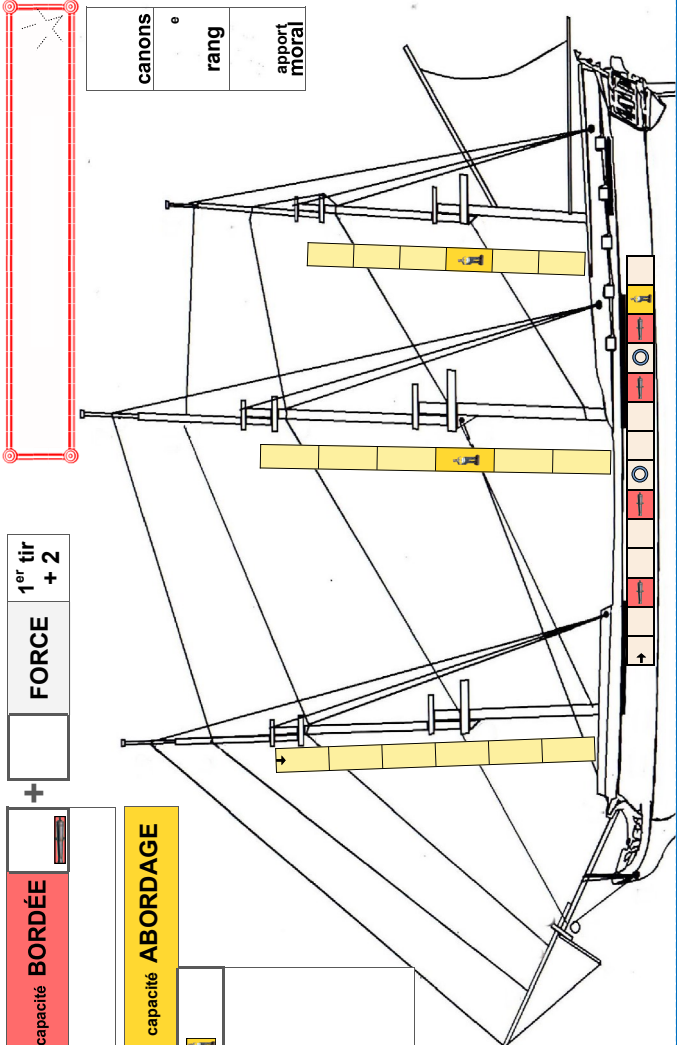 canons
e
rang
apport
moral
1er tir
+ 2
FORCE
+
capacité BORDÉE
capacité ABORDAGE